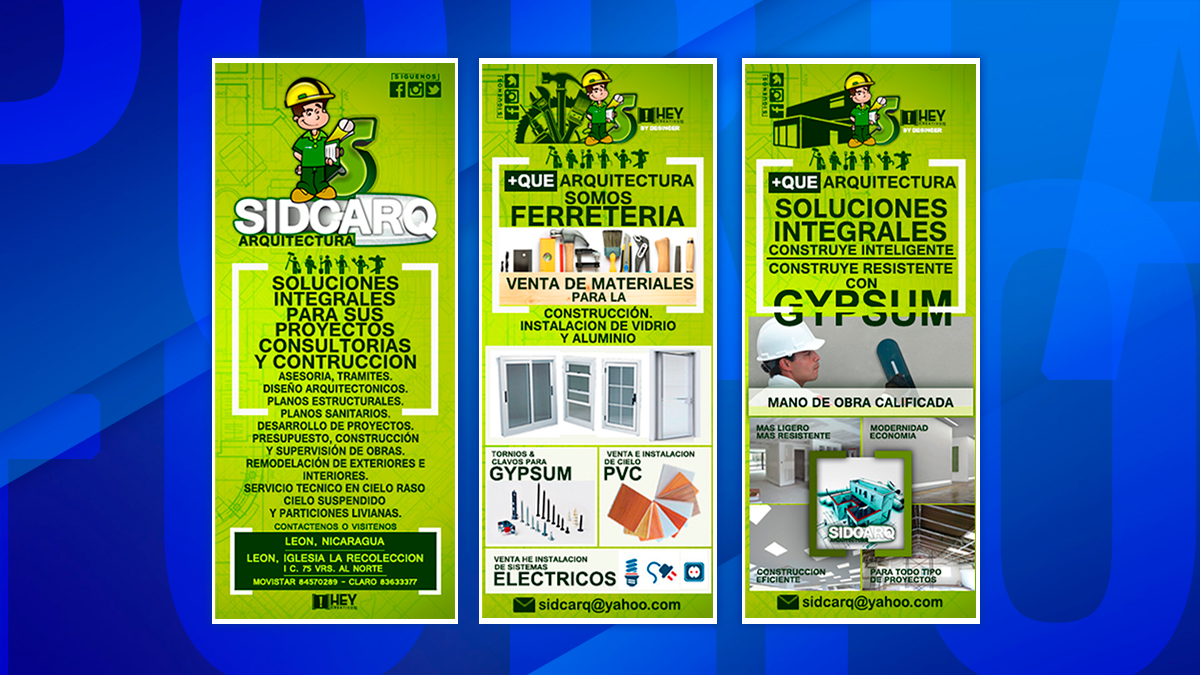 SIGUENOS
S
SIDCARQ
ARQUITECTURA
SOLUCIONES
INTEGRALES
PARA SUS
PROYECTOS
CONSULTORIAS
Y CONTRUCCION
ASESORIA, TRAMITES.
DISEÑO ARQUITECTONICOS.
PLANOS ESTRUCTURALES.
PLANOS SANITARIOS.
DESARROLLO DE PROYECTOS.
PRESUPUESTO, CONSTRUCCIÓN
Y SUPERVISIÓN DE OBRAS.
REMODELACIÓN DE EXTERIORES E
INTERIORES.
SERVICIO TECNICO EN CIELO RASO
CIELO SUSPENDIDO
Y PARTICIONES LIVIANAS.
CONTACTENOS O VISITENOS
LEON, NICARAGUA
LEON, IGLESIA LA RECOLECCION
1 C. 75 VRS. AL NORTE
MOVISTAR 84570289 - CLARO 83633377
HEY
SIGUENOS
S
HEY
BY DESINGER
+QUE ARQUITECTURA
SOMOS
FERRETERIA
VENTA DE MATERIALES
PARA LA
CONSTRUCCIÓN.
INSTALACION DE VIDRIO
Y ALUMINIO
TORNIOS &
CLAVOS PARA
GYPSUM
VENTA E INSTALACION
DE CIELO
PVC
VENTA HE INSTALACION
DE SISTEMAS
ELECTRICOS
sidcarq@yahoo.com
SIGUENOS
S
HEY
BY DESINGER
+QUE ARQUITECTURA
SOLUCIONES
INTEGRALES
CONSTRUYE INTELIGENTE
CONSTRUYE RESISTENTE
CON
GYPSUM
MANO DE OBRA CALIFICADA
MAS LIGERO
MAS RESISTENTE
MODERNIDAD
ECONOMIA
SIDCARQ
CONSTRUCCION
EFICIENTE
PARA TODO TIPO
DE PROYECTOS
sidcarq@yahoo.com